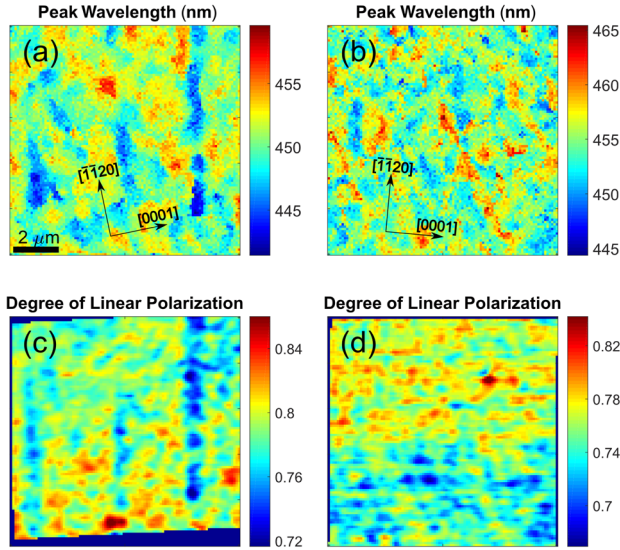 Peak Wavelength (nm)
Peak Wavelength (nm)
(a)
(b)
455
450
445
465
460
455
450
445
[1̅1̅20]
[0001]
2 μm
[1̅1̅20]
[0001]
Degree of Linear Polarization
Degree of Linear Polarization
(c)
(d)
0.84
0.8
0.76
0.72
0.82
0.78
0.74
0.7